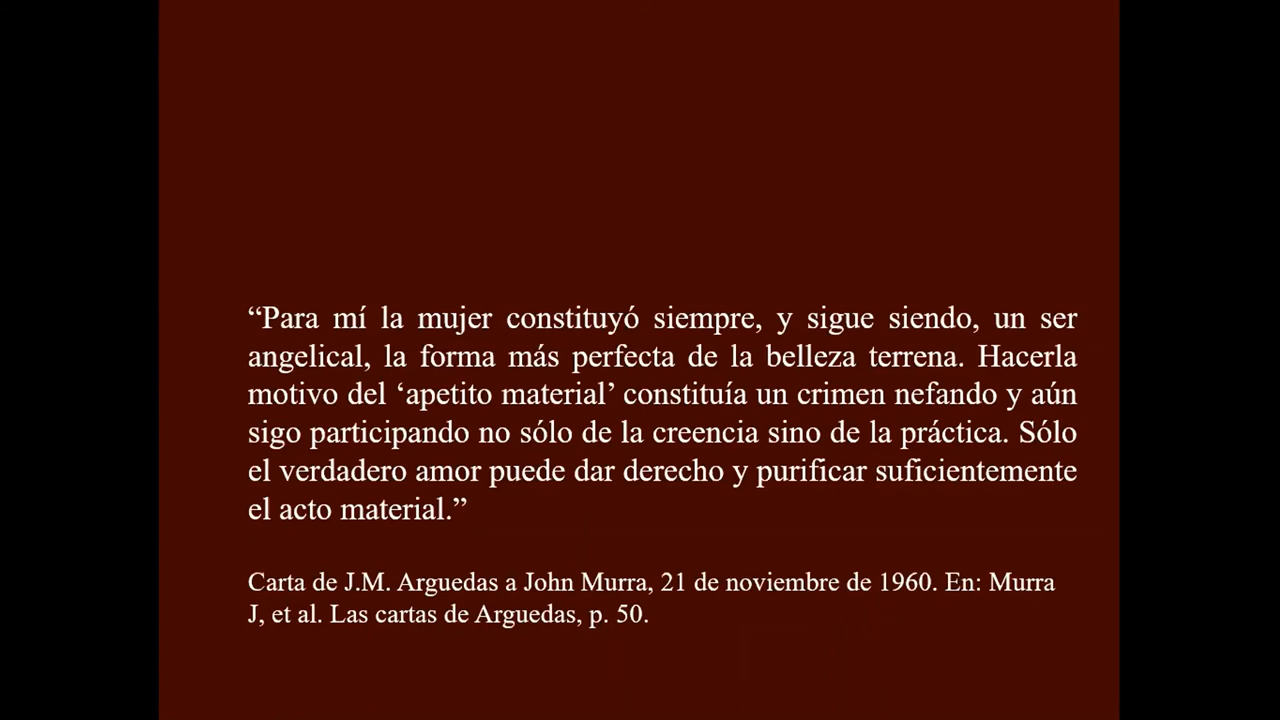 “Para mí la mujer constituyó siempre, y sigue siendo, un ser
angelical, la forma más perfecta de la belleza terrena. Hacerla
motivo del ‘apetito material’ constituía un crimen nefando y aún
sigo participando no sólo de la creencia sino de la práctica. Sólo
el verdadero amor puede dar derecho y purificar suficientemente
el acto material.”
Carta de J.M. Arguedas a John Murra, 21 de noviembre de 1960. En: Murra
J, et al. Las cartas de Arguedas, p. 50.